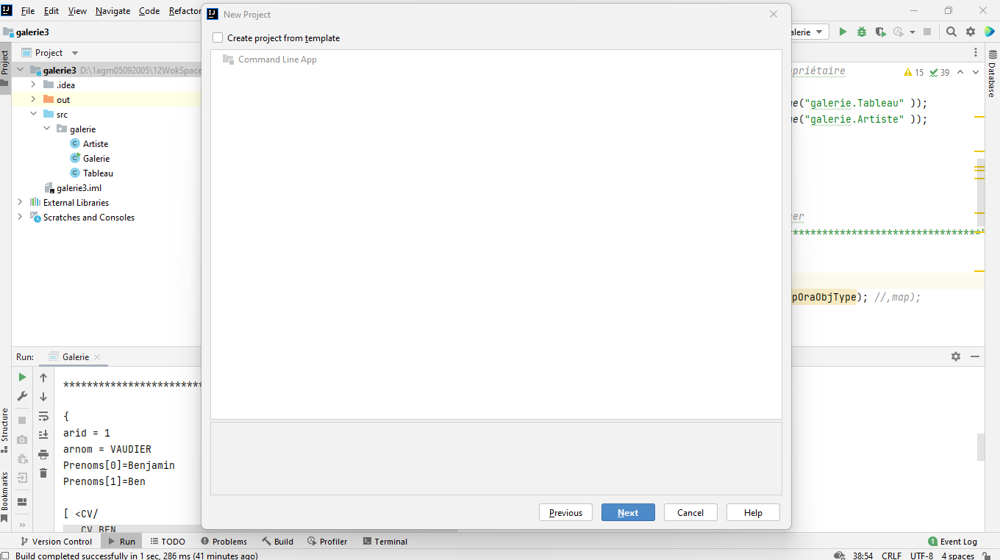 File Edit View Navigate Code Refactor
New Project
galerie3
alerie
Create project from template
Command Line App
Project
Project
galerie3 D:\1agm05092005\12WokSpace
.idea
out
src
galerie
Artiste
Galerie
Tableau
galerie3.iml
External Libraries
Scratches and Consoles
priétaire
15 39
Database
e("galerie.Tableau" ));
e("galerie.Artiste" ));
er
********************************"
pOraObjType); //,map);
Run: Galerie
************************
{
arid = 1
arnom = VAUDIER
Prenoms[0]=Benjamin
Prenoms[1]=Ben
[ <CV/
CV BEN
Structure
Bookmarks
Previous Next Cancel Help
Version Control Run TODO Problems Build Profiler Terminal
1 Event Log
Build completed successfully in 1 sec, 286 ms (41 minutes ago)
38:54 CRLF UTF-8 4 spaces